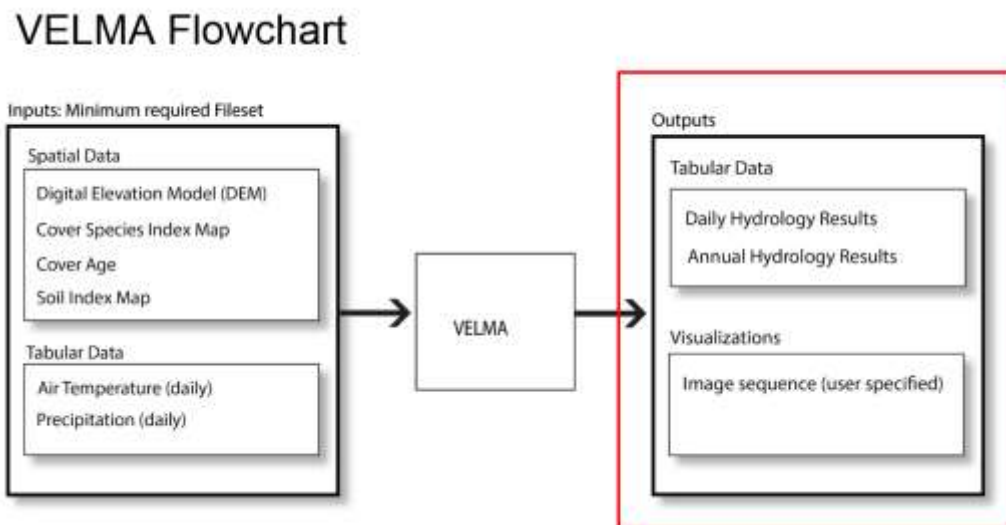 VELMA Flowchart
Inputs: Minimum required Fileset
Spatial Data
Digital Elevation Model (DEM)
Cover Species Index Map
Cover Age
Soil Index Map
Tabular Data
Air Temperature (daily)
Precipitation (daily)
VELMA
Outputs
Tabular Data
Daily Hydrology Results
Annual Hydrology Results
Visualizations
Image sequence (user specified)